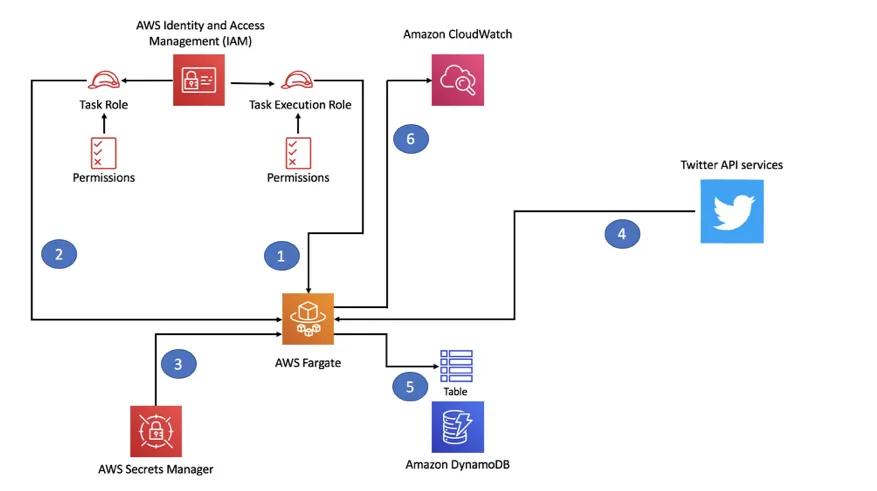 AWS Identity and Access
Management (IAM)
Amazon CloudWatch
Task Role
Task Execution Role
6
Permissions
Permissions
Twitter API services
2
1
4
AWS Fargate
3
5
Table
AWS Secrets Manager
Amazon DynamoDB